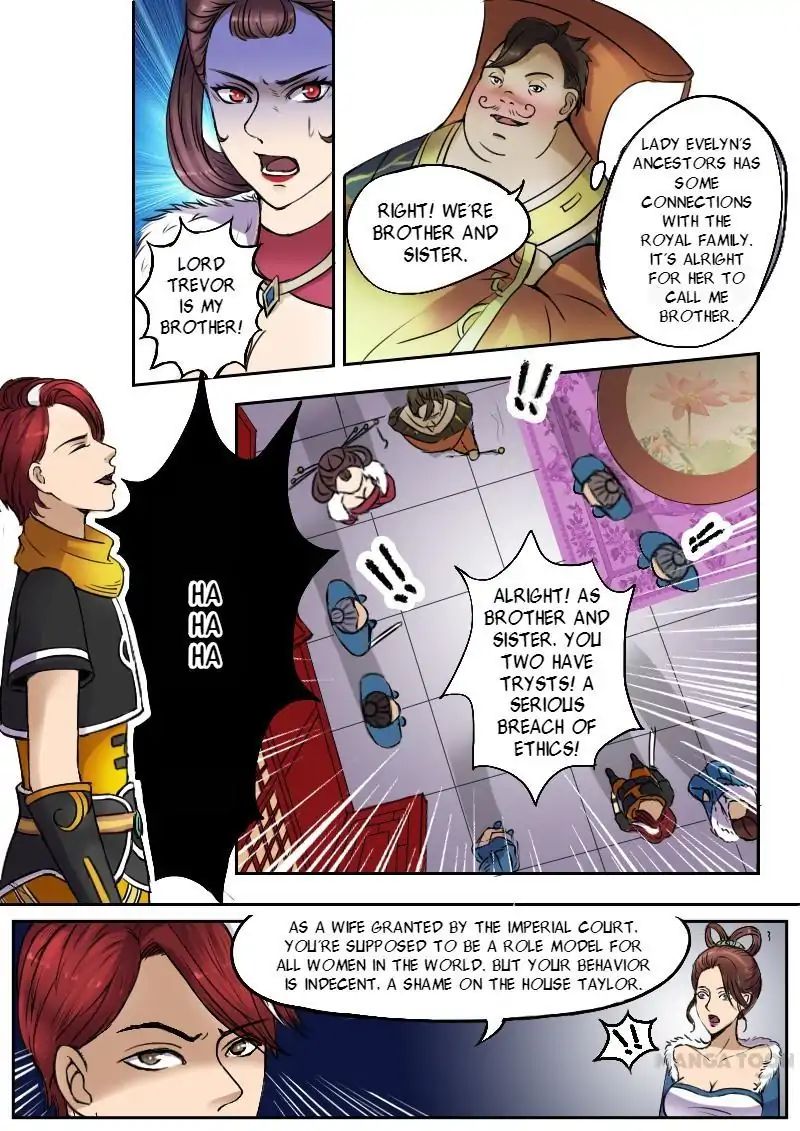 LORD
TREVOR
IS MY
BROTHER!
RIGHT! WE'RE
BROTHER AND
SISTER.
LADY EVELYN'S
ANCESTORS HAS
SOME
CONNECTIONS
WITH THE
ROYAL FAMILY.
IT'S ALRIGHT
FOR HER TO
CALL ME
BROTHER.
HA
HA
HA
!!
!!
ALRIGHT! AS
BROTHER AND
SISTER, YOU
TWO HAVE
TRYSTS! A
SERIOUS
BREACH OF
ETHICS!
AS A WIFE GRANTED BY THE IMPERIAL COURT,
YOU'RE SUPPOSED TO BE A ROLE MODEL FOR
ALL WOMEN IN THE WORLD. BUT YOUR BEHAVIOR
IS INDECENT, A SHAME ON THE HOUSE TAYLOR.
!!
MANGA TOON